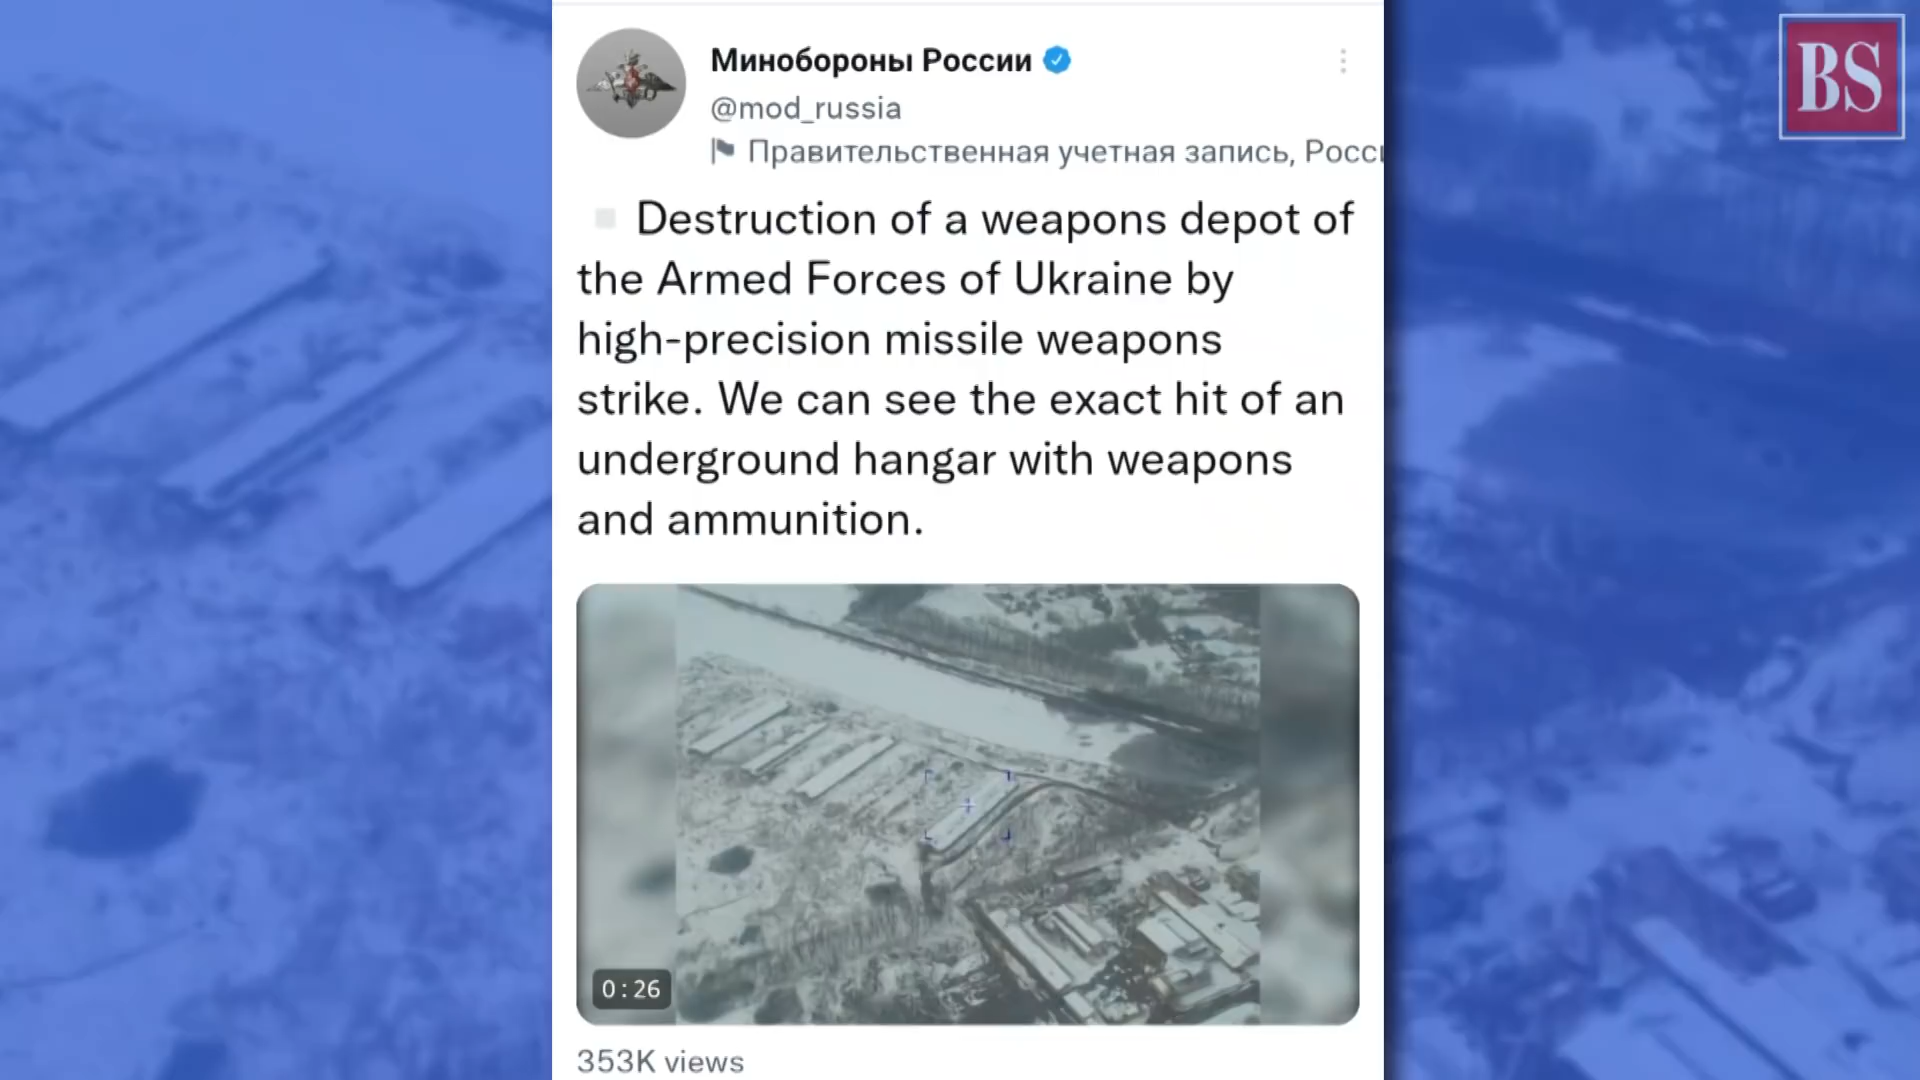 Минобороны России
BS
@mod_russia
Правительственная учетная запись, Росси
Destruction of a weapons depot of
the Armed Forces of Ukraine by
high-precision missile weapons
strike. We can see the exact hit of an
underground hangar with weapons
and ammunition.
0:26
353K views